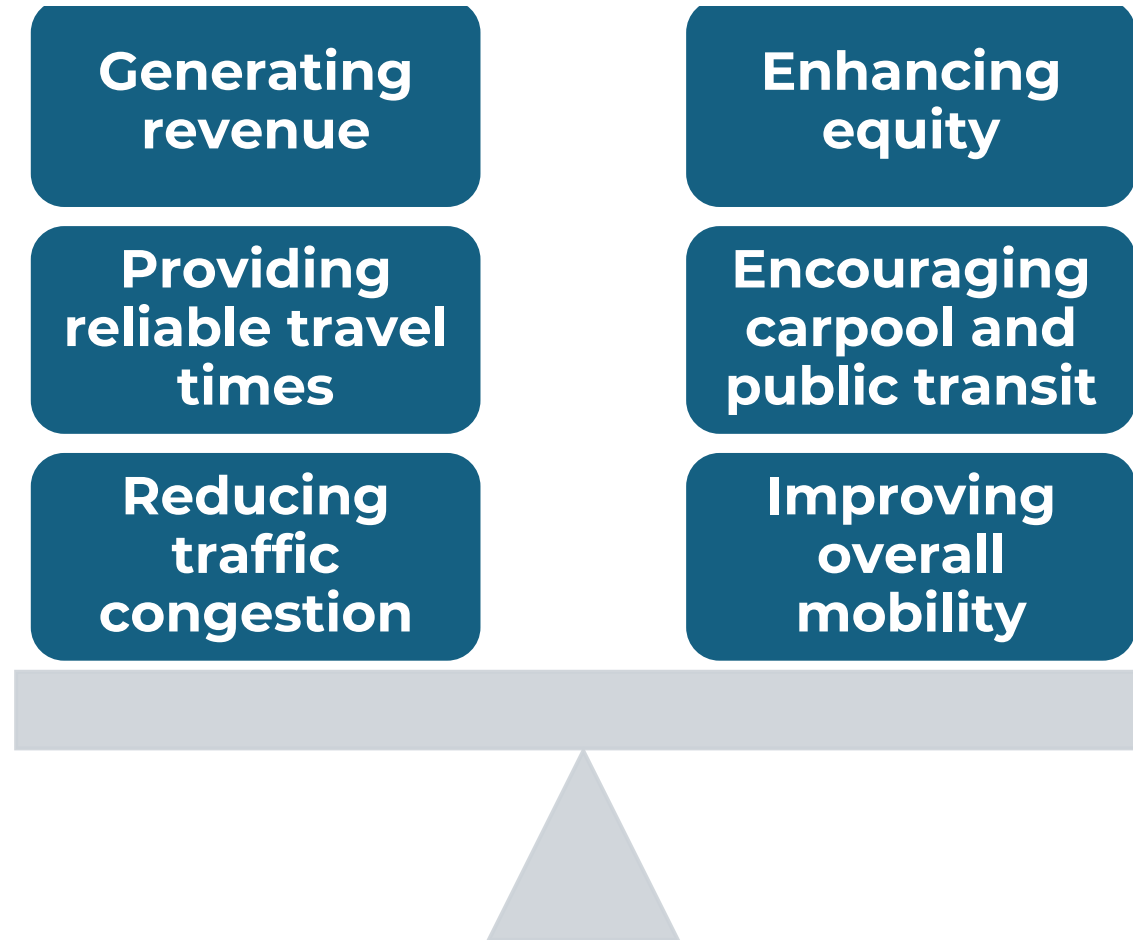 Generating
revenue
Providing
reliable travel
times
Reducing
traffic
congestion
Enhancing
equity
Encouraging
carpool and
public transit
Improving
overall
mobility